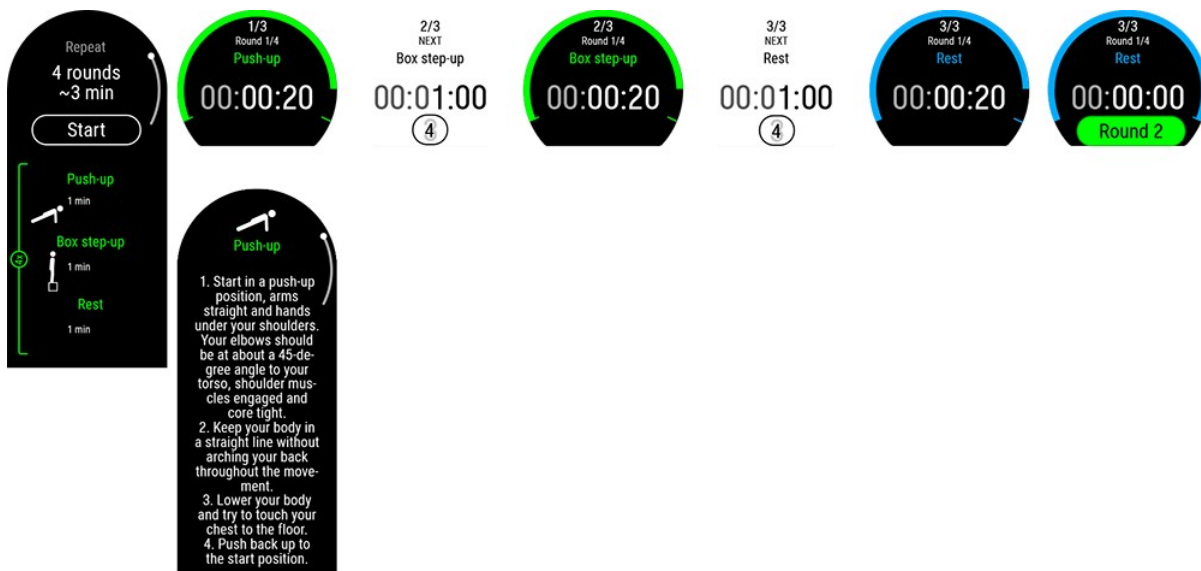 Repeat
4 rounds
~3 min
Start
Push-up
1 min
Box step-up
1 min
4x
Rest
1 min
1/3
Round 1/4
Push-up
00:00:20
2/3
NEXT
Box step-up
00:01:00
4
2/3
Round 1/4
Box step-up
00:00:20
3/3
NEXT
Rest
00:01:00
4
3/3
Round 1/4
Rest
00:00:20
3/3
Round 1/4
Rest
00:00:00
Round 2
Push-up
1. Start in a push-up
position, arms
straight and hands
under your shoulders.
Your elbows should
be at about a 45-de-
gree angle to your
torso, shoulder mus-
cles engaged and
core tight.
2. Keep your body in
a straight line without
arching your back
throughout the move-
ment.
3. Lower your body
and try to touch your
chest to the floor.
4. Push back up to
the start position.